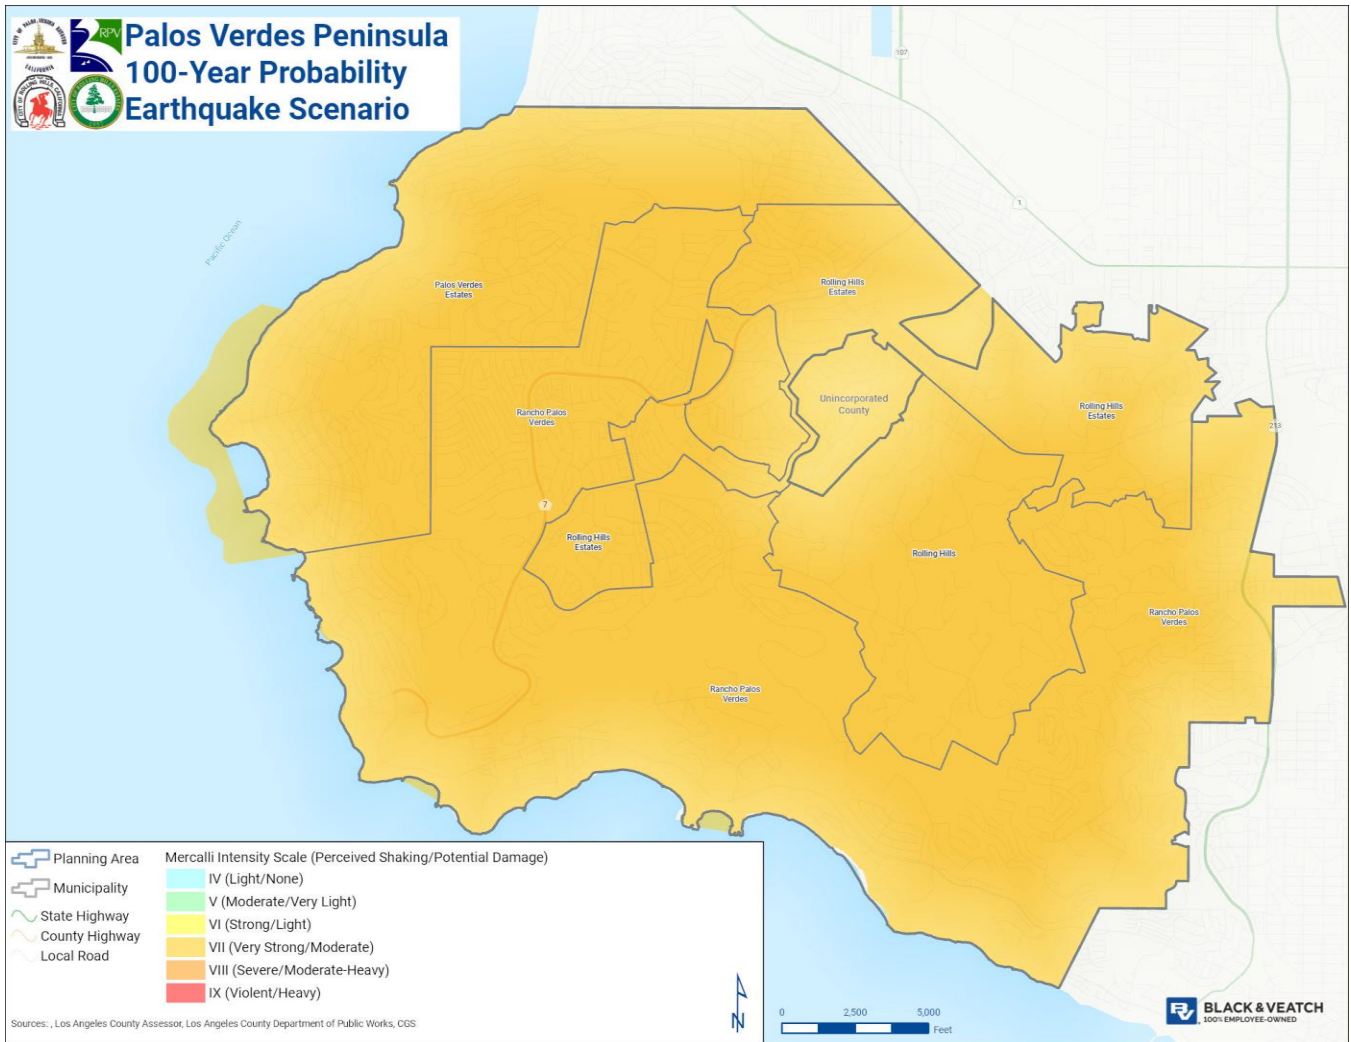 Palos Verdes Peninsula
100-Year Probability
Earthquake Scenario
RPV
CALIFORNIA
107
1
Pacific Ocean
Palos Verdes
Estates
Rolling Hills
Estates
Unincorporated
County
Rancho Palos
Verdes
Rolling Hills
Estates
213
7
Rolling Hills
Estates
Rolling Hills
Rancho Palos
Verdes
Rancho Palos
Verdes
Planning Area
Municipality
State Highway
County Highway
Local Road
Mercalli Intensity Scale (Perceived Shaking/Potential Damage)
IV (Light/None)
V (Moderate/Very Light)
VI (Strong/Light)
VII (Very Strong/Moderate)
VIII (Severe/Moderate-Heavy)
IX (Violent/Heavy)
Sources: , Los Angeles County Assessor, Los Angeles County Department of Public Works, CGS
N
0 2,500 5,000
Feet
BV
BLACK & VEATCH
100% EMPLOYEE-OWNED